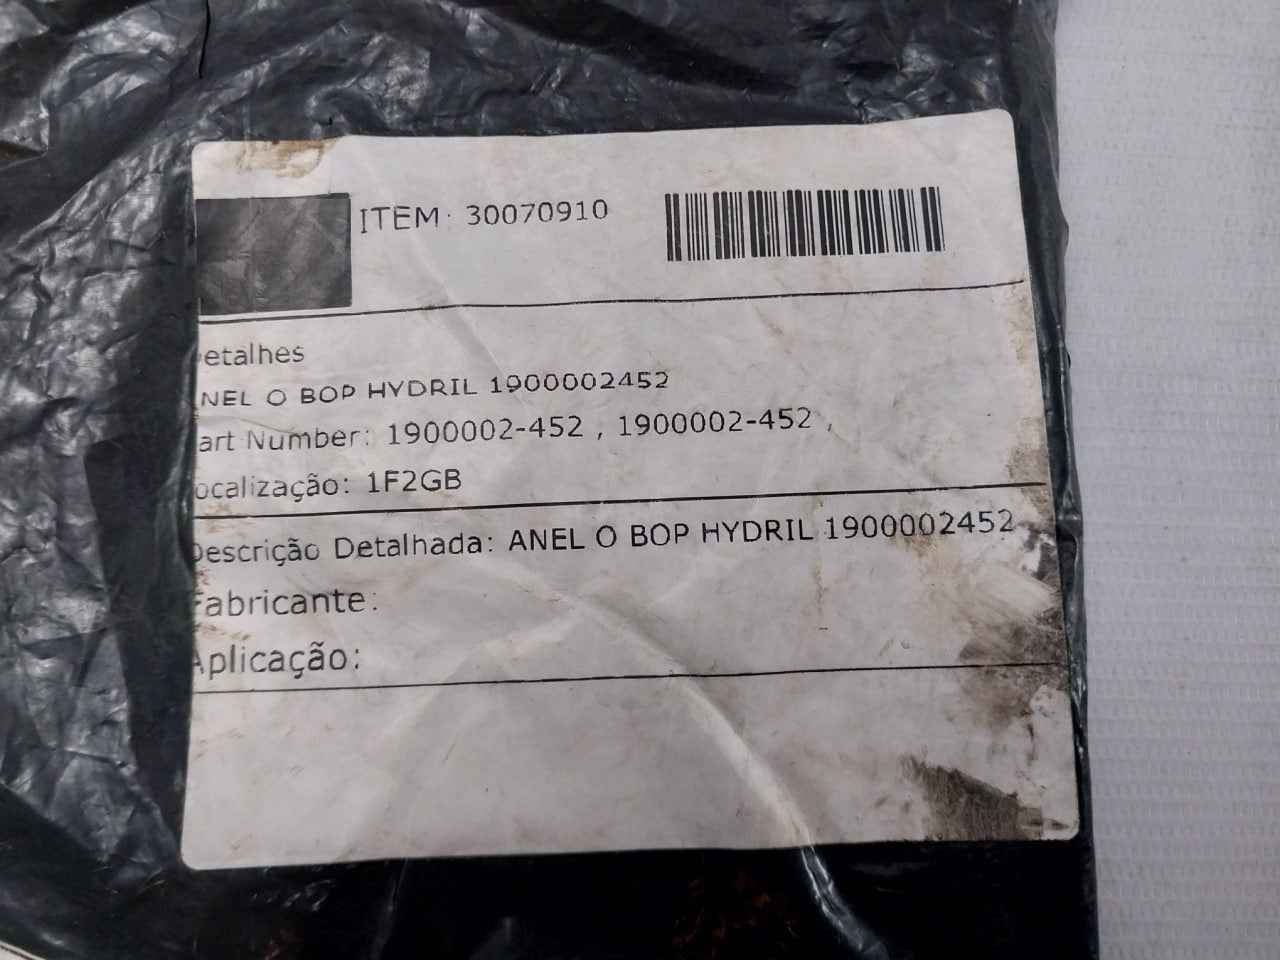 ITEM: 30070910
etalhes
NEL O BOP HYDRIL 1900002452
art Number: 1900002-452 , 1900002-452 ,
ocalização: 1F2GB
Descrição Detalhada: ANEL O BOP HYDRIL 1900002452
Fabricante:
Aplicação: